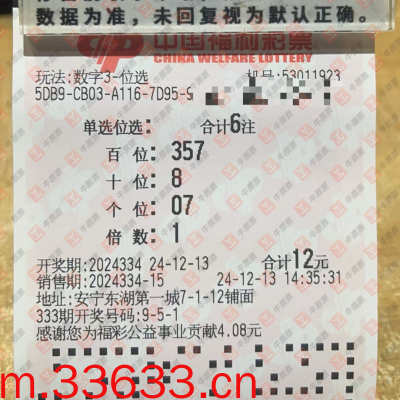 数据为准，未回复视为默认正确。
中国福利彩票
CHINA WELFARE LOTTERY
玩法:数字3-位选 机号:53011923
5DB9-CB03-A116-7D95-9
单选位选: 合计6注
百 位: 357
十 位: 8
个 位: 07
倍 数: 1
开奖期:2024334 24-12-13 合计12元
销售期:2024334-15 24-12-13 14:35:31
地址:安宁东湖第一城7-1-12铺面
333期开奖号码:9-5-1
感谢您为福彩公益事业贡献4.08元
m.33633.cn